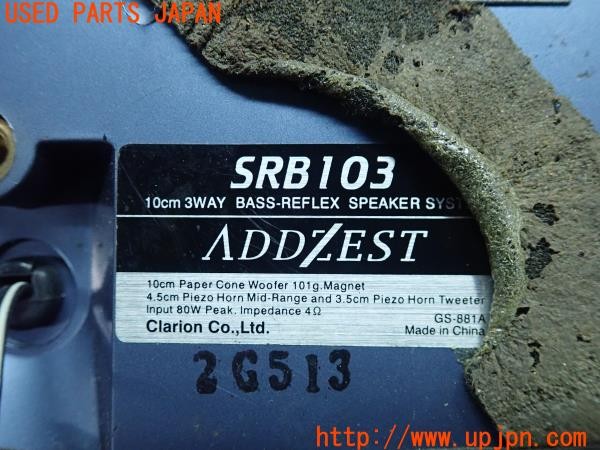 USED PARTS JAPAN
SRB103
10cm 3WAY BASS-REFLEX SPEAKER
ADDZEST
10cm Paper Cone Woofer 101g.Magnet
4.5cm Piezo Horn Mid-Range and 3.5cm Piezo Horn Tweeter
Input 80W Peak. Impedance 4Ω
GS-881A
Clarion Co.,Ltd.
Made in China
2G513
http://www.upjpn.com